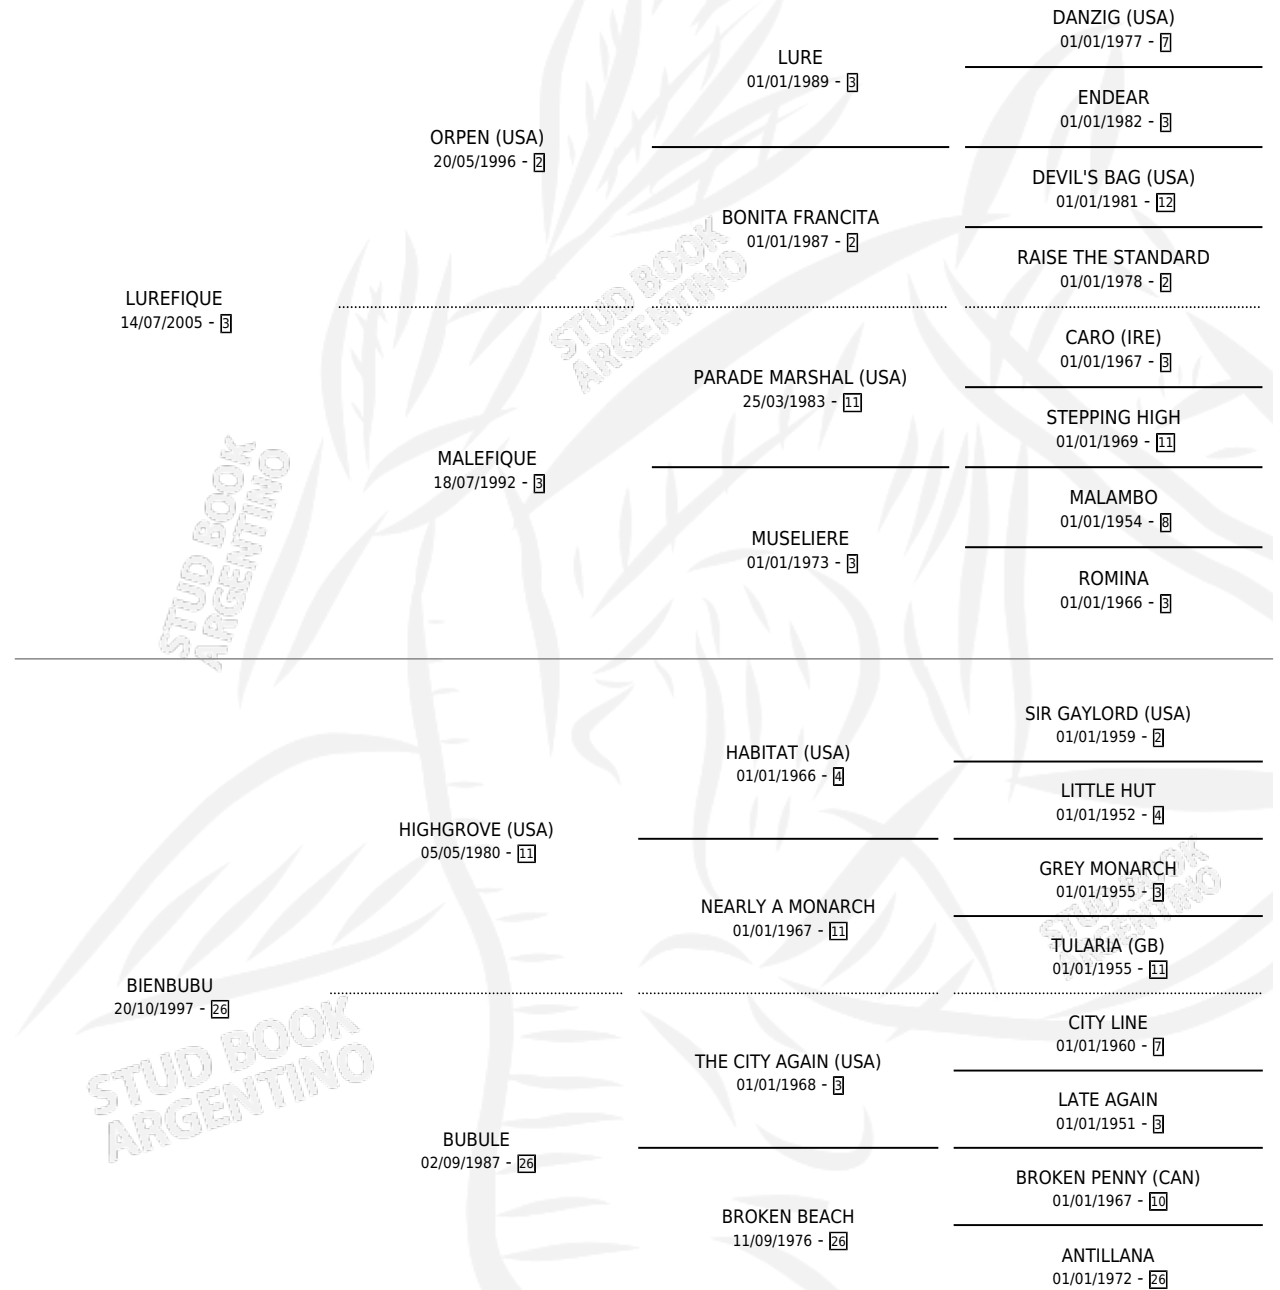 DANZIG (USA)
01/01/1977 - 7
LURE
01/01/1989 - 3
ENDEAR
01/01/1982 - 3
ORPEN (USA)
20/05/1996 - 2
DEVIL'S BAG (USA)
01/01/1981 - 12
BONITA FRANCITA
01/01/1987 - 2
RAISE THE STANDARD
01/01/1978 - 2
LUREFIQUE
14/07/2005 - 3
STUD BOOK
ARGENTINO
CARO (IRE)
01/01/1967 - 3
PARADE MARSHAL (USA)
25/03/1983 - 11
STEPPING HIGH
01/01/1969 - 11
MALEFIQUE
18/07/1992 - 3
MALAMBO
01/01/1954 - 8
MUSELIERE
01/01/1973 - 3
ROMINA
01/01/1966 - 3
STUD BOOK
ARGENTINO
SIR GAYLORD (USA)
01/01/1959 - 2
HABITAT (USA)
01/01/1966 - 4
LITTLE HUT
01/01/1952 - 4
HIGHGROVE (USA)
05/05/1980 - 11
GREY MONARCH
01/01/1955 - 3
NEARLY A MONARCH
01/01/1967 - 11
STUD BOOK
ARGENTINO
TULARIA (GB)
01/01/1955 - 11
BIENBUBU
20/10/1997 - 26
STUD BOOK
ARGENTINO
CITY LINE
01/01/1960 - 7
THE CITY AGAIN (USA)
01/01/1968 - 3
LATE AGAIN
01/01/1951 - 3
BUBULE
02/09/1987 - 26
BROKEN PENNY (CAN)
01/01/1967 - 10
BROKEN BEACH
11/09/1976 - 26
ANTILLANA
01/01/1972 - 26